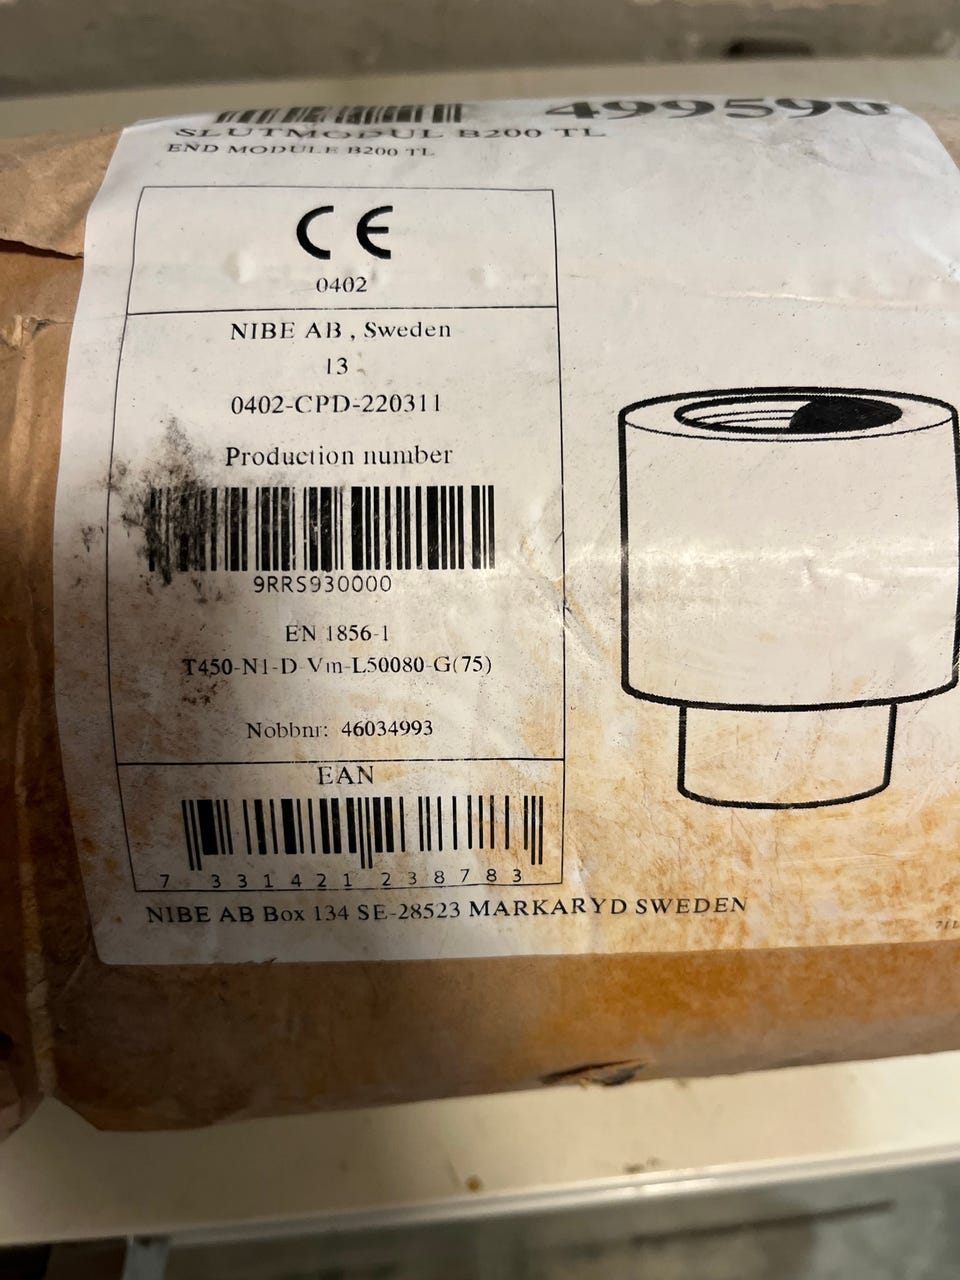 499590
SLUTMODUL B200 TL
END MODULE B200 TL
CE
0402
NIBE AB , Sweden
13
0402-CPD-220311
Production number
9RRS930000
EN 1856-1
T450-N1-D Vm-L50080-G(75)
Nobbnr: 46034993
EAN
7 331421 238783
NIBE AB Box 134 SE-28523 MARKARYD SWEDEN